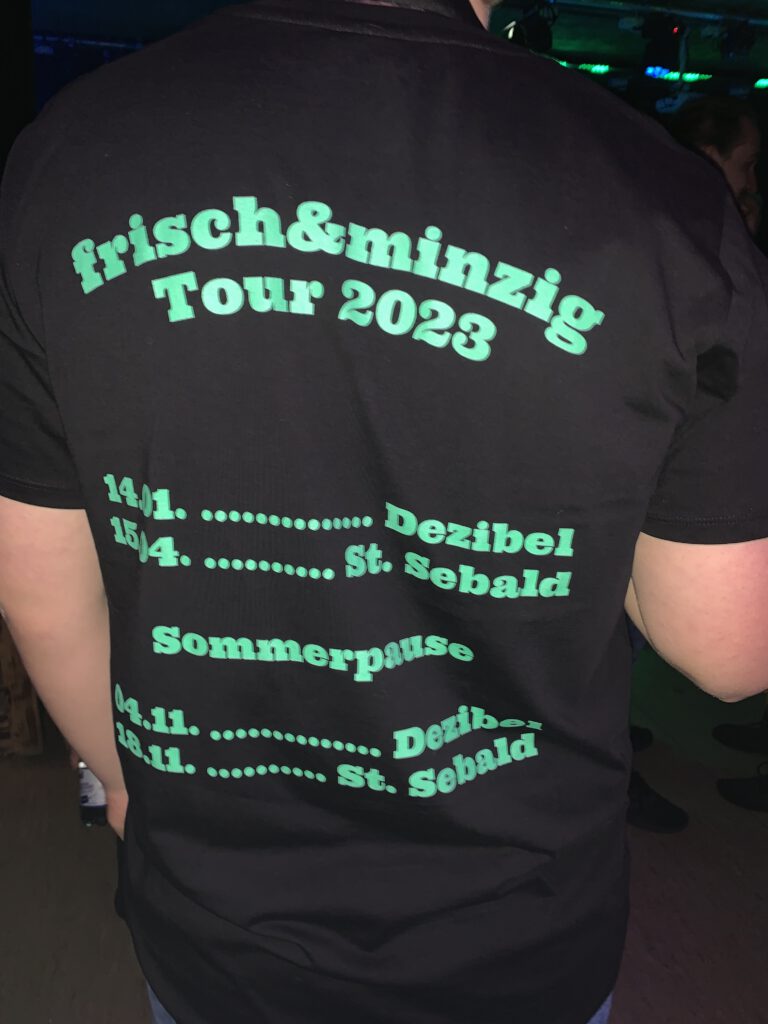 frisch&minzig
Tour 2023
14.01. .............. Dezibel
15.04. .......... St. Sebald
Sommerpause
04.11. .............. Dezibel
18.11. .......... St. Sebald